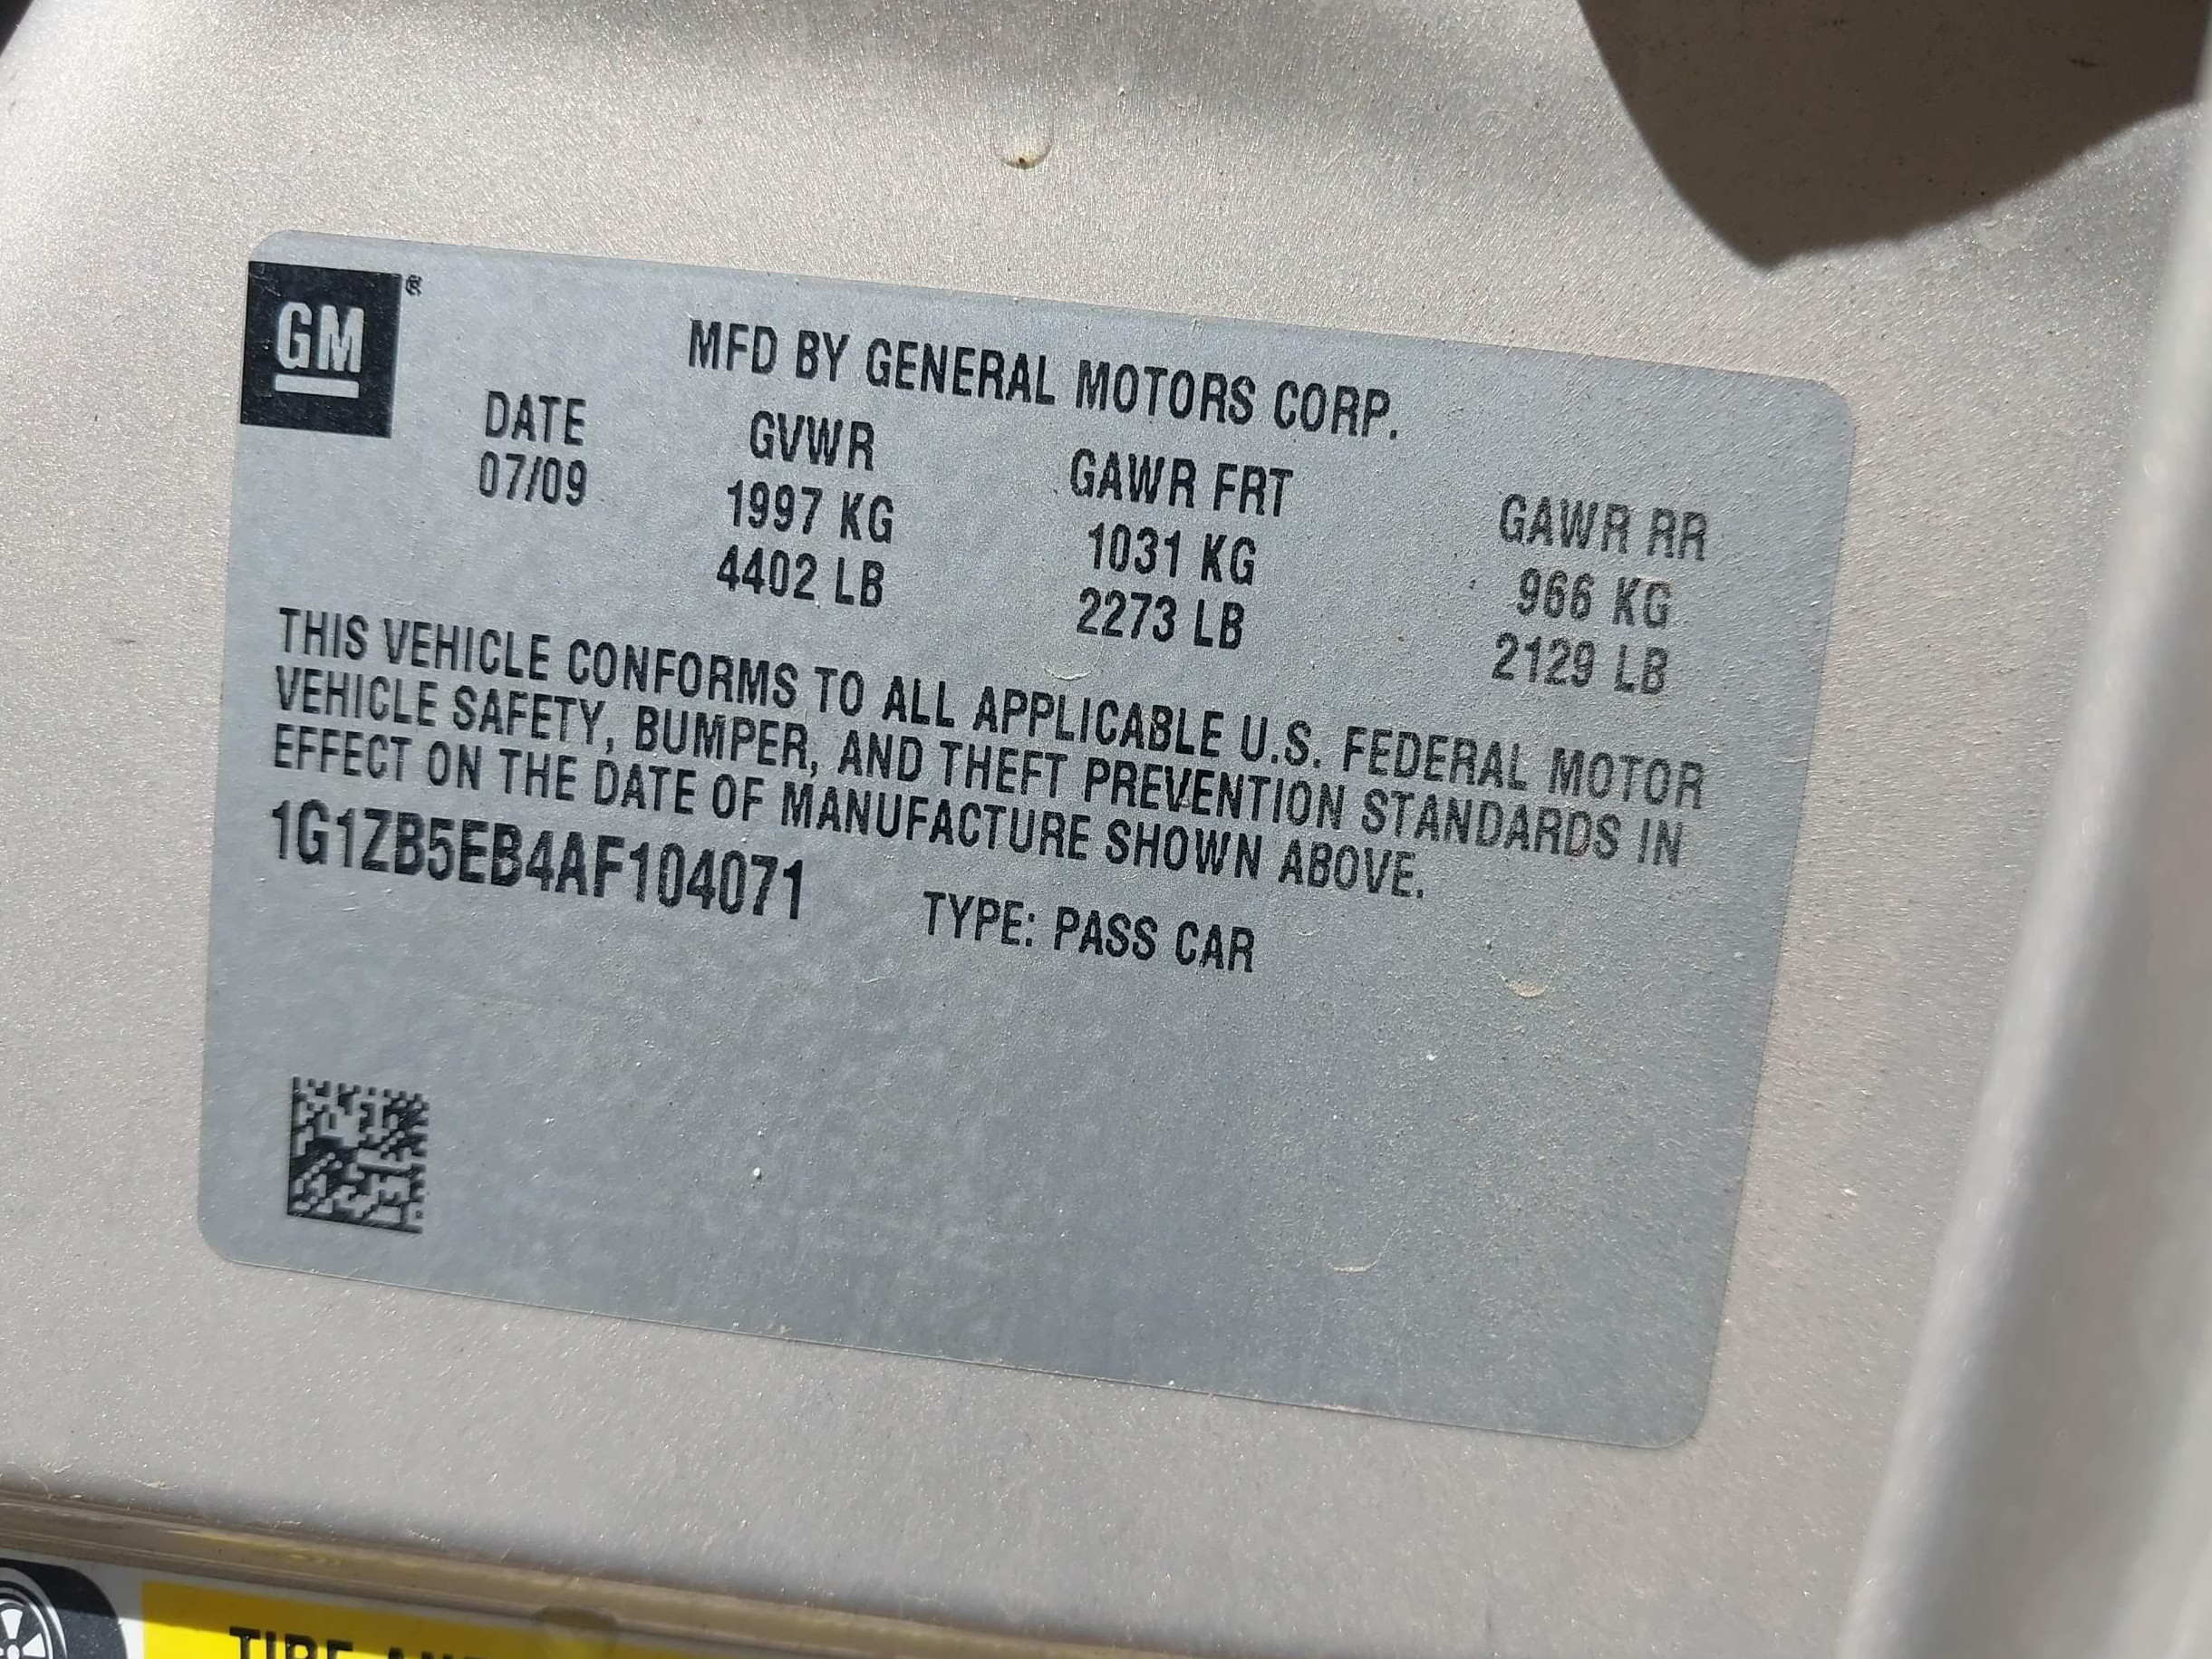 GM ®
MFD BY GENERAL MOTORS CORP.
DATE GVWR GAWR FRT GAWR RR
07/09 1997 KG 1031 KG 966 KG
4402 LB 2273 LB 2129 LB
THIS VEHICLE CONFORMS TO ALL APPLICABLE U.S. FEDERAL MOTOR
VEHICLE SAFETY, BUMPER, AND THEFT PREVENTION STANDARDS IN
EFFECT ON THE DATE OF MANUFACTURE SHOWN ABOVE.
1G1ZB5EB4AF104071 TYPE: PASS CAR
TIRE AND